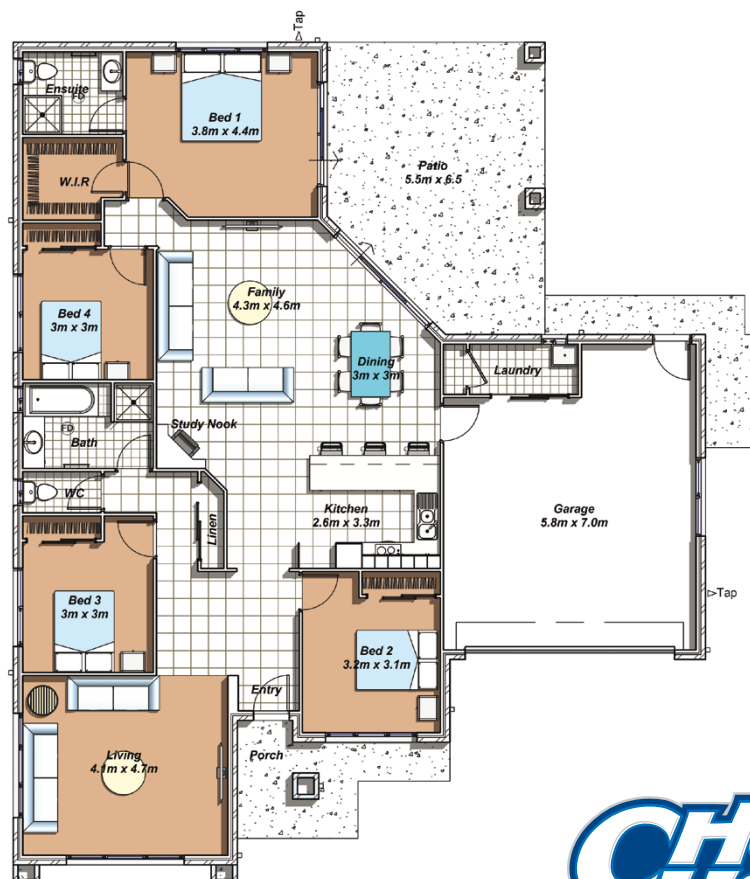 Tap
Ensuite
FD
Bed 1
3.8m x 4.4m
W.I.R
Patio
5.5m x 6.5
Bed 4
3m x 3m
Family
4.3m x 4.6m
Dining
3m x 3m
Laundry
Study Nook
FD
Bath
WC
Linen
Kitchen
2.6m x 3.3m
Garage
5.8m x 7.0m
Tap
Bed 3
3m x 3m
Bed 2
3.2m x 3.1m
Entry
Living
4.1m x 4.7m
Porch